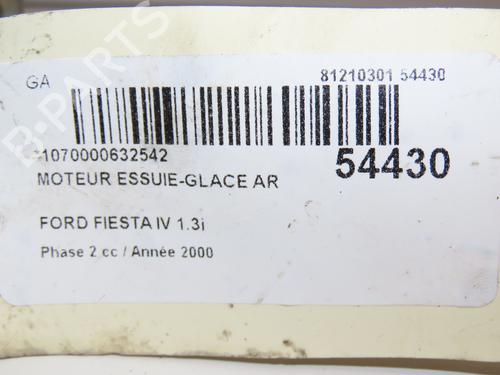 GA
81210301 54430
1070000632542
54430
MOTEUR ESSUIE-GLACE AR
FORD FIESTA IV 1.3i
Phase 2 cc / Année 2000
B-PARTS